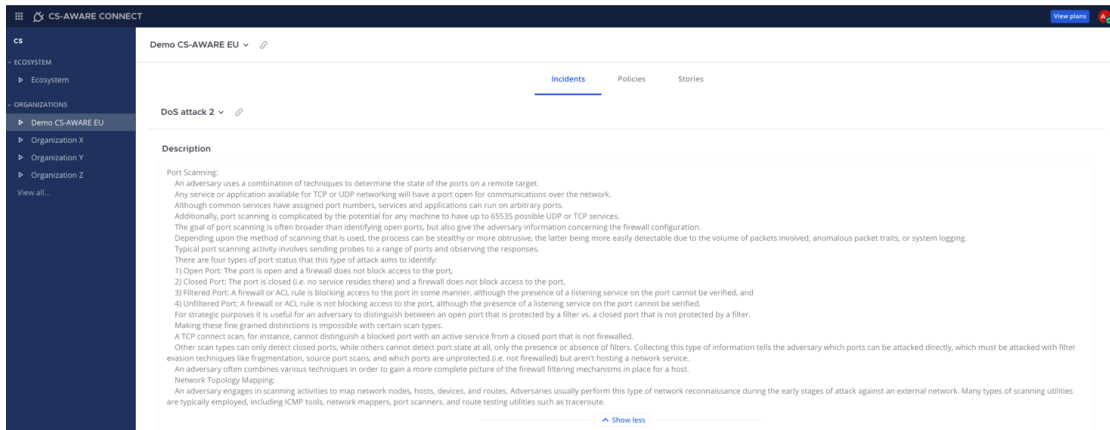 CS-AWARE CONNECT
View plans
A
CS
ECOSYSTEM
Ecosystem
ORGANIZATIONS
Demo CS-AWARE EU
Organization X
Organization Y
Organization Z
View all...
Demo CS-AWARE EU
Incidents Policies Stories
DoS attack 2
Description
Port Scanning:
An adversary uses a combination of techniques to determine the state of the ports on a remote target.
Any service or application available for TCP or UDP networking will have a port open for communications over the network.
Although common services have assigned port numbers, services and applications can run on arbitrary ports.
Additionally, port scanning is complicated by the potential for any machine to have up to 65535 possible UDP or TCP services.
The goal of port scanning is often broader than identifying open ports, but also give the adversary information concerning the firewall configuration.
Depending upon the method of scanning that is used, the process can be stealthy or more obtrusive, the latter being more easily detectable due to the volume of packets involved, anomalous packet traits, or system logging.
Typical port scanning activity involves sending probes to a range of ports and observing the responses.
There are four types of port status that this type of attack aims to identify:
1) Open Port: The port is open and a firewall does not block access to the port,
2) Closed Port: The port is closed (i.e. no service resides there) and a firewall does not block access to the port,
3) Filtered Port: A firewall or ACL rule is blocking access to the port in some manner, although the presence of a listening service on the port cannot be verified, and
4) Unfiltered Port: A firewall or ACL rule is not blocking access to the port, although the presence of a listening service on the port cannot be verified.
For strategic purposes it is useful for an adversary to distinguish between an open port that is protected by a filter vs. a closed port that is not protected by a filter.
Making these fine grained distinctions is impossible with certain scan types.
A TCP connect scan, for instance, cannot distinguish a blocked port with an active service from a closed port that is not firewalled.
Other scan types can only detect closed ports, while others cannot detect port state at all, only the presence or absence of filters. Collecting this type of information tells the adversary which ports can be attacked directly, which must be attacked with filter
evasion techniques like fragmentation, source port scans, and which ports are unprotected (i.e. not firewalled) but aren't hosting a network service.
An adversary often combines various techniques in order to gain a more complete picture of the firewall filtering mechanisms in place for a host.
Network Topology Mapping:
An adversary engages in scanning activities to map network nodes, hosts, devices, and routes. Adversaries usually perform this type of network reconnaissance during the early stages of attack against an external network. Many types of scanning utilities
are typically employed, including ICMP tools, network mappers, port scanners, and route testing utilities such as traceroute.
Show less